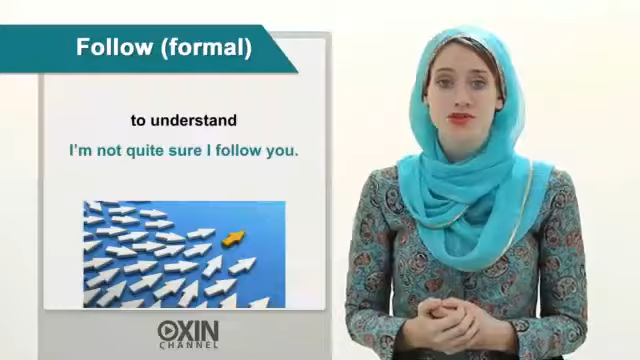 Follow (formal)
to understand
I'm not quite sure I follow you.
OXIN
CHANNEL